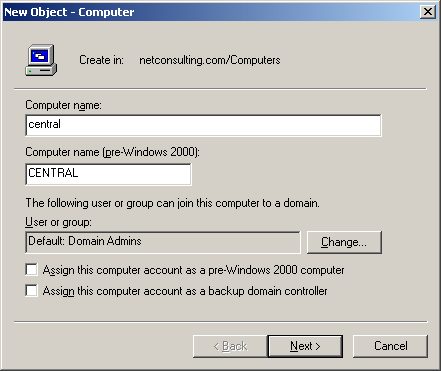 New Object - Computer
Create in: netconsulting.com/Computers
Computer name:
central
Computer name (pre-Windows 2000):
CENTRAL
The following user or group can join this computer to a domain.
User or group:
Default: Domain Admins
Change...
Assign this computer account as a pre-Windows 2000 computer
Assign this computer account as a backup domain controller
< Back Next > Cancel